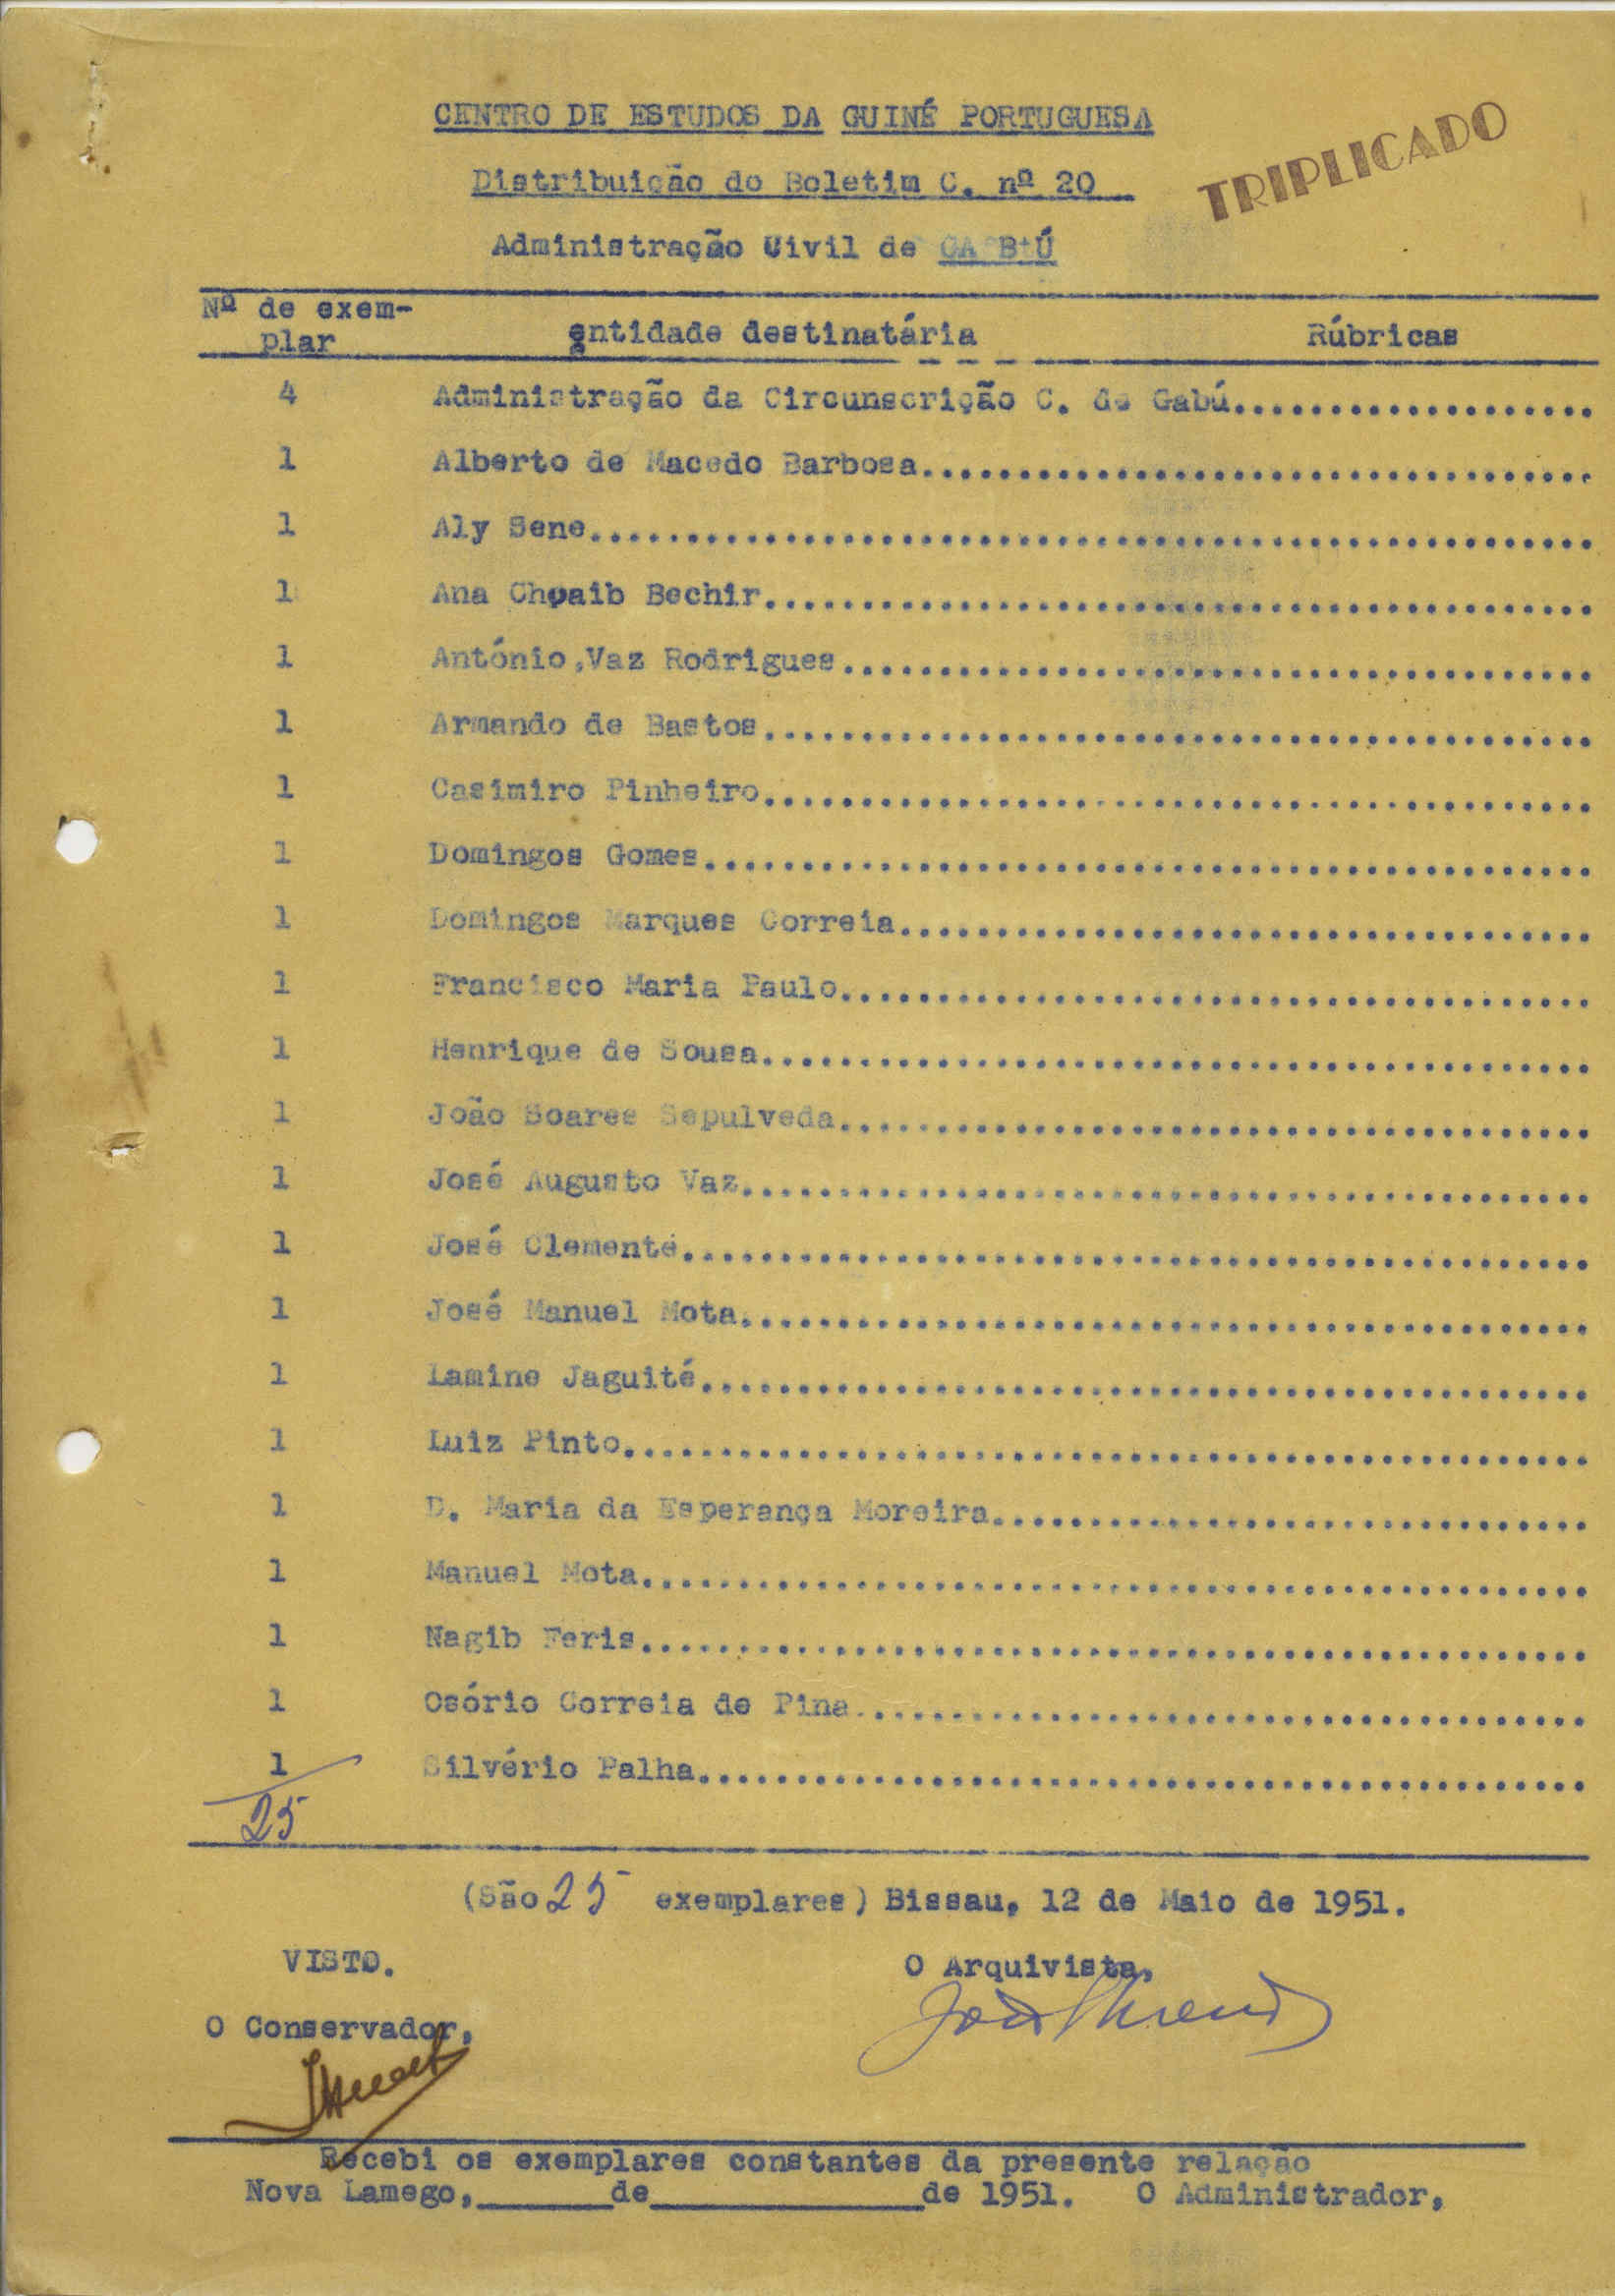 CENTRO DE ESTUDOS DA GUINÉ PORTUGUESA
TRIPLICADO
Distribuição do Boletim C. nº 20
Administração Civil de
Nº de exem-
plar
entidade destinatária
Rúbricas
4 Administração da Circunscrição C. de Gabú....................
1 Alberto de Macedo Barbosa...................................
1 Aly Sene....................................................
1 Ana Choaib Bechir...........................................
1 António,Vaz Rodrigues.......................................
1 Armando de Bastos...........................................
1 Casimiro Pinheiro...........................................
1 Domingos Gomes..............................................
1 Domingos Marques Correia....................................
1 Francisco Maria Paulo.......................................
1 Henrique de Sousa...........................................
1 João Soares Sepulveda.......................................
1 José Augusto Vaz............................................
1 José Clemente...............................................
1 José Manuel Mota............................................
1 Lamine Jaguité..............................................
1 Luiz Pinto..................................................
1 D. Maria da Esperança Moreira...............................
1 Manuel Mota.................................................
1 Nagib Feris.................................................
1 Osório Correia de Pina......................................
1 Silvério Palha..............................................
25
(São 25 exemplares) Bissau, 12 de Maio de 1951.
VISTO.
O Arquivista,
O Conservador,
Recebi os exemplares constantes da presente relação
Nova Lamego,_______de______________de 1951. O Administrador,